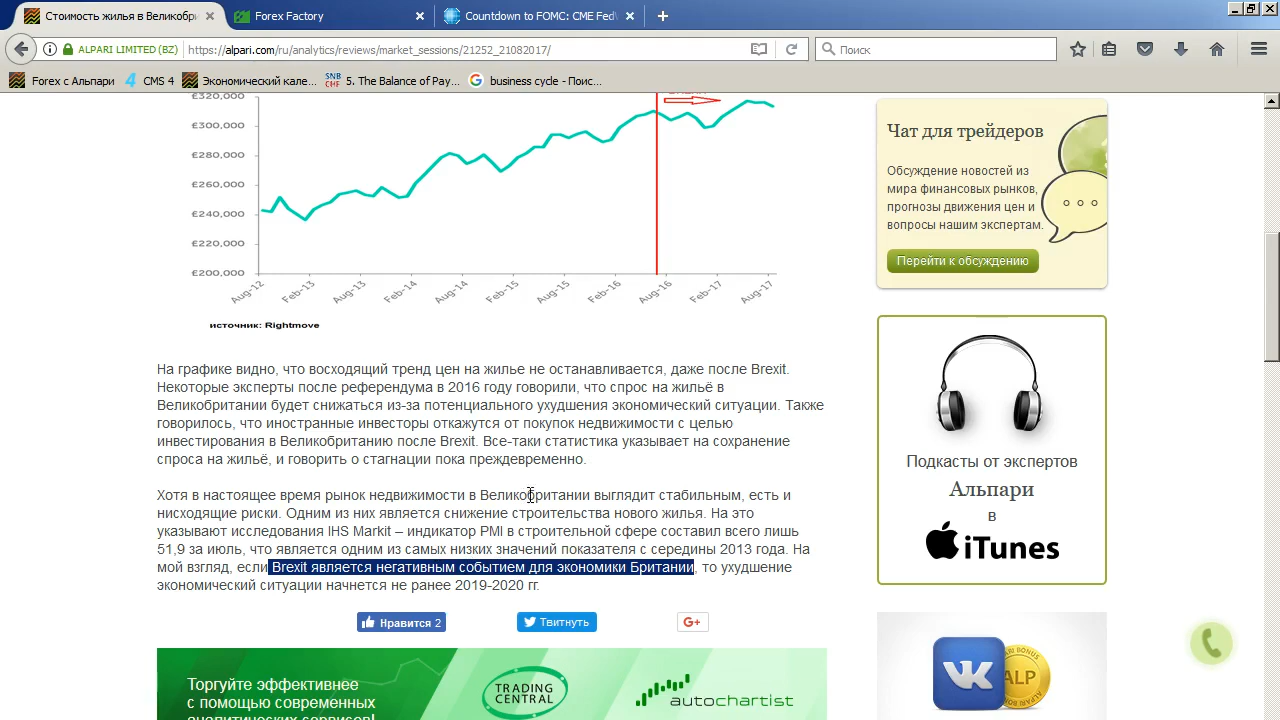 Стоимость жилья в Великобри
Forex Factory
Countdown to FOMC: CME FedW
ALPARI LIMITED (BZ)
https://alpari.com/ru/analytics/reviews/market_sessions/21252_21082017/
Поиск
Forex с Альпари
4
CMS 4
Экономический кале...
SNB
CHF
5. The Balance of Pay...
business cycle - Поис...
£320,000
£300,000
£280,000
£260,000
£240,000
£220,000
£200,000
Aug-12
Feb-13
Aug-13
Feb-14
Aug-14
Feb-15
Aug-15
Feb-16
Aug-16
Feb-17
Aug-17
источник: Rightmove
На графике видно, что восходящий тренд цен на жилье не останавливается, даже после Brexit.
Некоторые эксперты после референдума в 2016 году говорили, что спрос на жильё в
Великобритании будет снижаться из-за потенциального ухудшения экономической ситуации. Также
говорилось, что иностранные инвесторы откажутся от покупок недвижимости с целью
инвестирования в Великобританию после Brexit. Все-таки статистика указывает на сохранение
спроса на жильё, и говорить о стагнации пока преждевременно.
Хотя в настоящее время рынок недвижимости в Великобритании выглядит стабильным, есть и
нисходящие риски. Одним из них является снижение строительства нового жилья. На это
указывают исследования IHS Markit – индикатор PMI в строительной сфере составил всего лишь
51,9 за июль, что является одним из самых низких значений показателя с середины 2013 года. На
мой взгляд, если Brexit является негативным событием для экономики Британии, то ухудшение
экономический ситуации начнется не ранее 2019-2020 гг.
Нравится 2
Твитнуть
G+
Торгуйте эффективнее
с помощью современных
аналитических сервисов!
TRADING
CENTRAL
autochartist
Чат для трейдеров
Обсуждение новостей из
мира финансовых рынков,
прогнозы движения цен и
вопросы нашим экспертам.
Перейти к обсуждению
Подкасты от экспертов
Альпари
в
iTunes
ALPARI BONUS
ALP